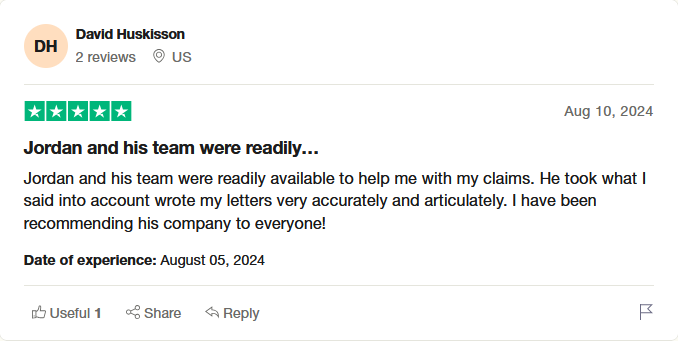 DH
David Huskisson
2 reviews US
Aug 10, 2024
Jordan and his team were readily…
Jordan and his team were readily available to help me with my claims. He took what I
said into account wrote my letters very accurately and articulately. I have been
recommending his company to everyone!
Date of experience: August 05, 2024
Useful 1 Share Reply